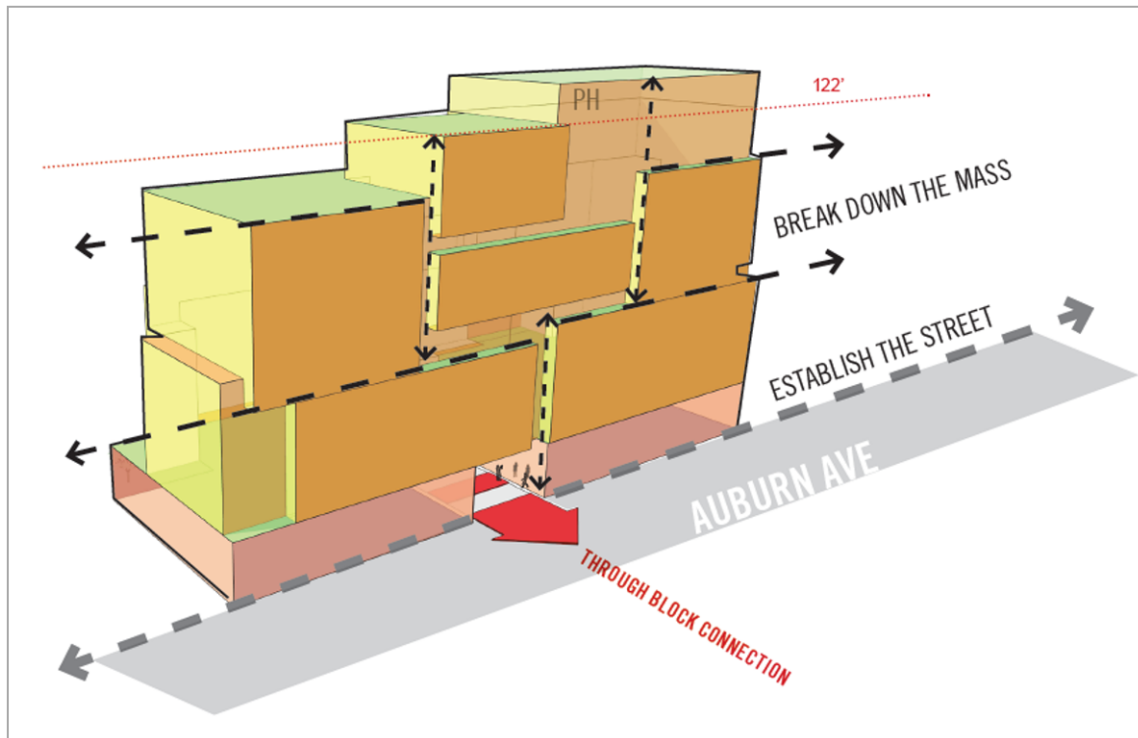 PH
122'
BREAK DOWN THE MASS
ESTABLISH THE STREET
AUBURN AVE
THROUGH BLOCK CONNECTION